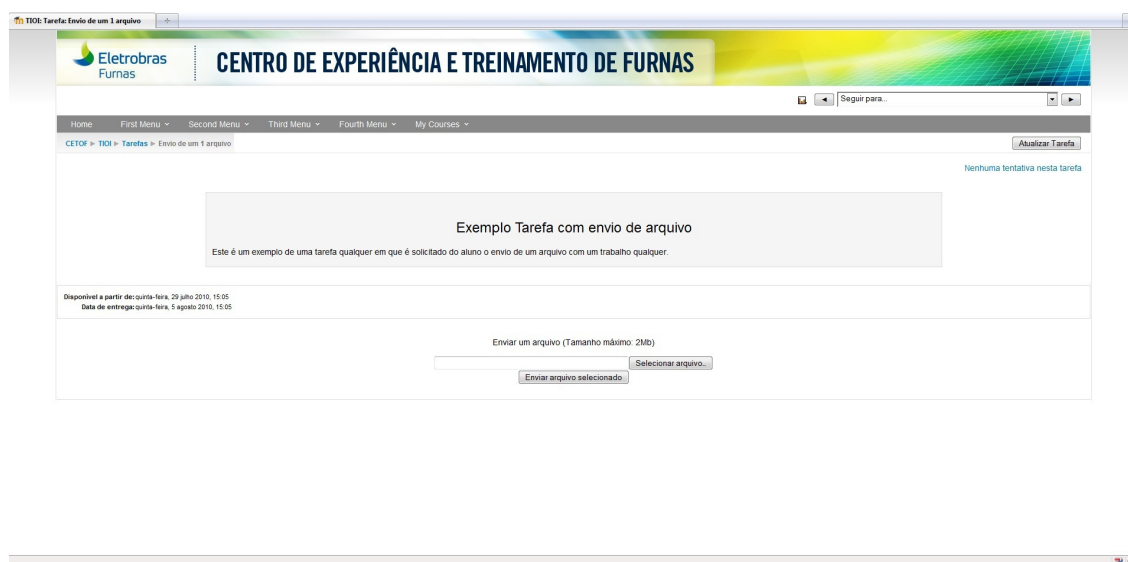 TIOI: Tarefa: Envio de um 1 arquivo
Eletrobras
Furnas
CENTRO DE EXPERIÊNCIA E TREINAMENTO DE FURNAS
Seguir para...
Home First Menu Second Menu Third Menu Fourth Menu My Courses
CETOF ► TIOI ► Tarefas ► Envio de um 1 arquivo
Atualizar Tarefa
Nenhuma tentativa nesta tarefa
Exemplo Tarefa com envio de arquivo
Este é um exemplo de uma tarefa qualquer em que é solicitado do aluno o envio de um arquivo com um trabalho qualquer.
Disponível a partir de: quinta-feira, 29 julho 2010, 15:05
Data de entrega: quinta-feira, 5 agosto 2010, 15:05
Enviar um arquivo (Tamanho máximo: 2Mb)
Selecionar arquivo..
Enviar arquivo selecionado